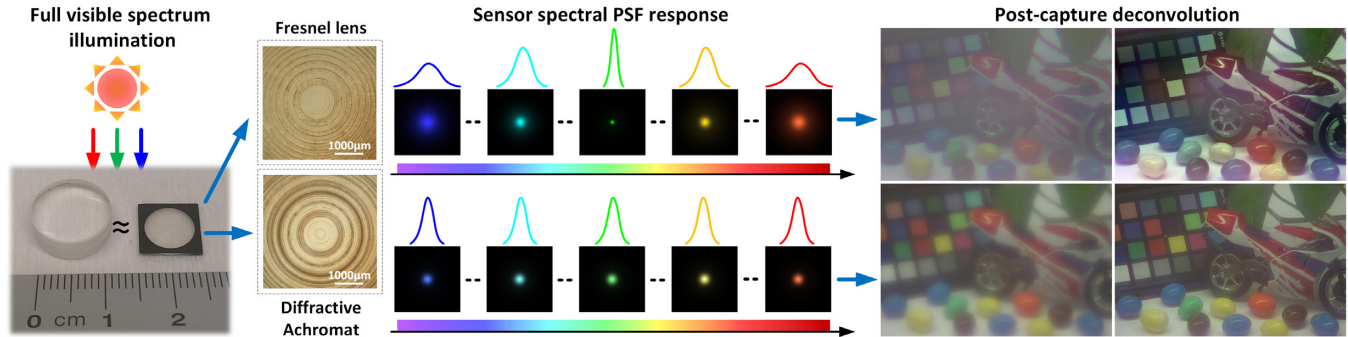 Full visible spectrum
illumination
Fresnel lens
1000µm
Sensor spectral PSF response
Post-capture deconvolution
≈
0 cm 1 2
1000µm
Diffractive
Achromat